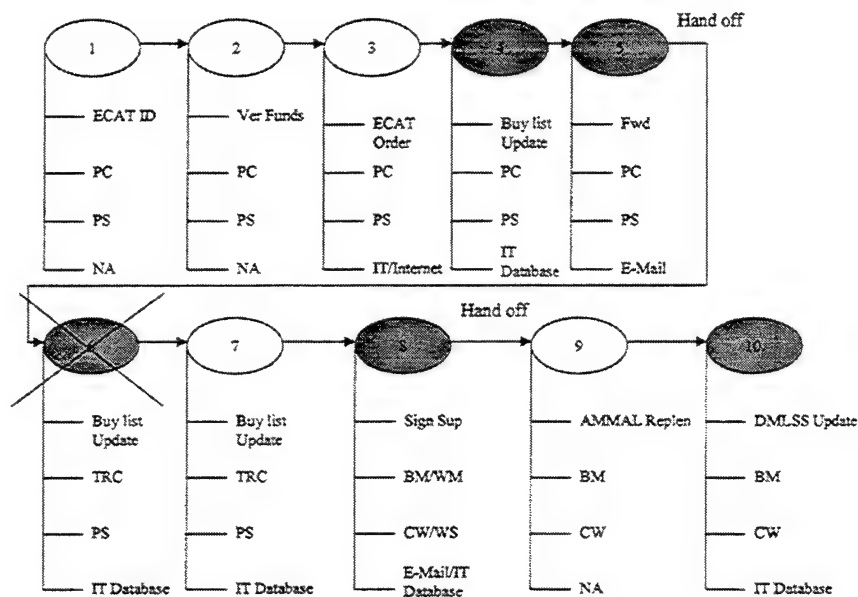 Hand off
1
2
3
4
5
ECAT ID
Ver Funds
ECAT
Order
Buy list
Update
Fwd
PC
PC
PC
PC
PC
PS
PS
PS
PS
PS
NA
NA
IT/Internet
IT
Database
E-Mail
Hand off
7
8
9
10
Buy list
Update
Buy list
Update
Sign Sup
AMMAL Replen
DMLSS Update
TRC
TRC
BM/WM
BM
BM
PS
PS
CW/WS
CW
CW
IT Database
IT Database
E-Mail/IT
Database
NA
IT Database